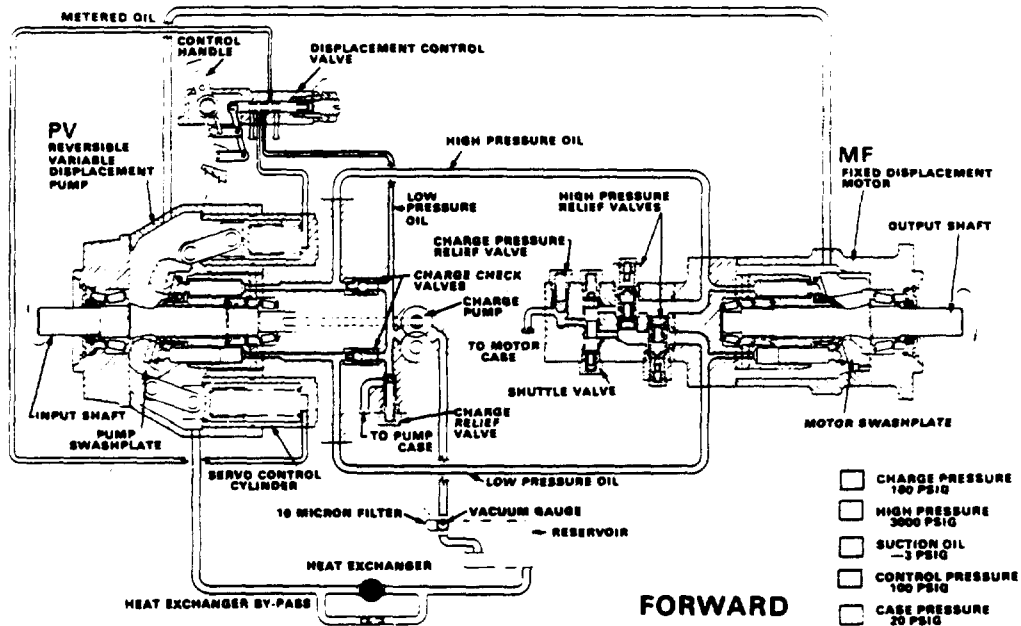 METERED OIL
CONTROL
HANDLE
DISPLACEMENT CONTROL
VALVE
PV
REVERSIBLE
VARIABLE
DISPLACEMENT
PUMP
HIGH PRESSURE OIL
MF
FIXED DISPLACEMENT
MOTOR
LOW
PRESSURE
OIL
HIGH PRESSURE
RELIEF VALVES
OUTPUT SHAFT
CHARGE PRESSURE
RELIEF VALVE
CHARGE CHECK
VALVES
CHARGE
PUMP
TO MOTOR
CASE
SHUTTLE VALVE
INPUT SHAFT
PUMP
SWASHPLATE
CHARGE
RELIEF
VALVE
TO PUMP
CASE
MOTOR SWASHPLATE
SERVO CONTROL
CYLINDER
LOW PRESSURE OIL
10 MICRON FILTER
VACUUM GAUGE
RESERVOIR
HEAT EXCHANGER
HEAT EXCHANGER BY-PASS
FORWARD
CHARGE PRESSURE
PSIG
HIGH PRESSURE
3000 PSIG
SUCTION OIL
—3 PSIG
CONTROL PRESSURE
100 PSIG
CASE PRESSURE
20 PSIG